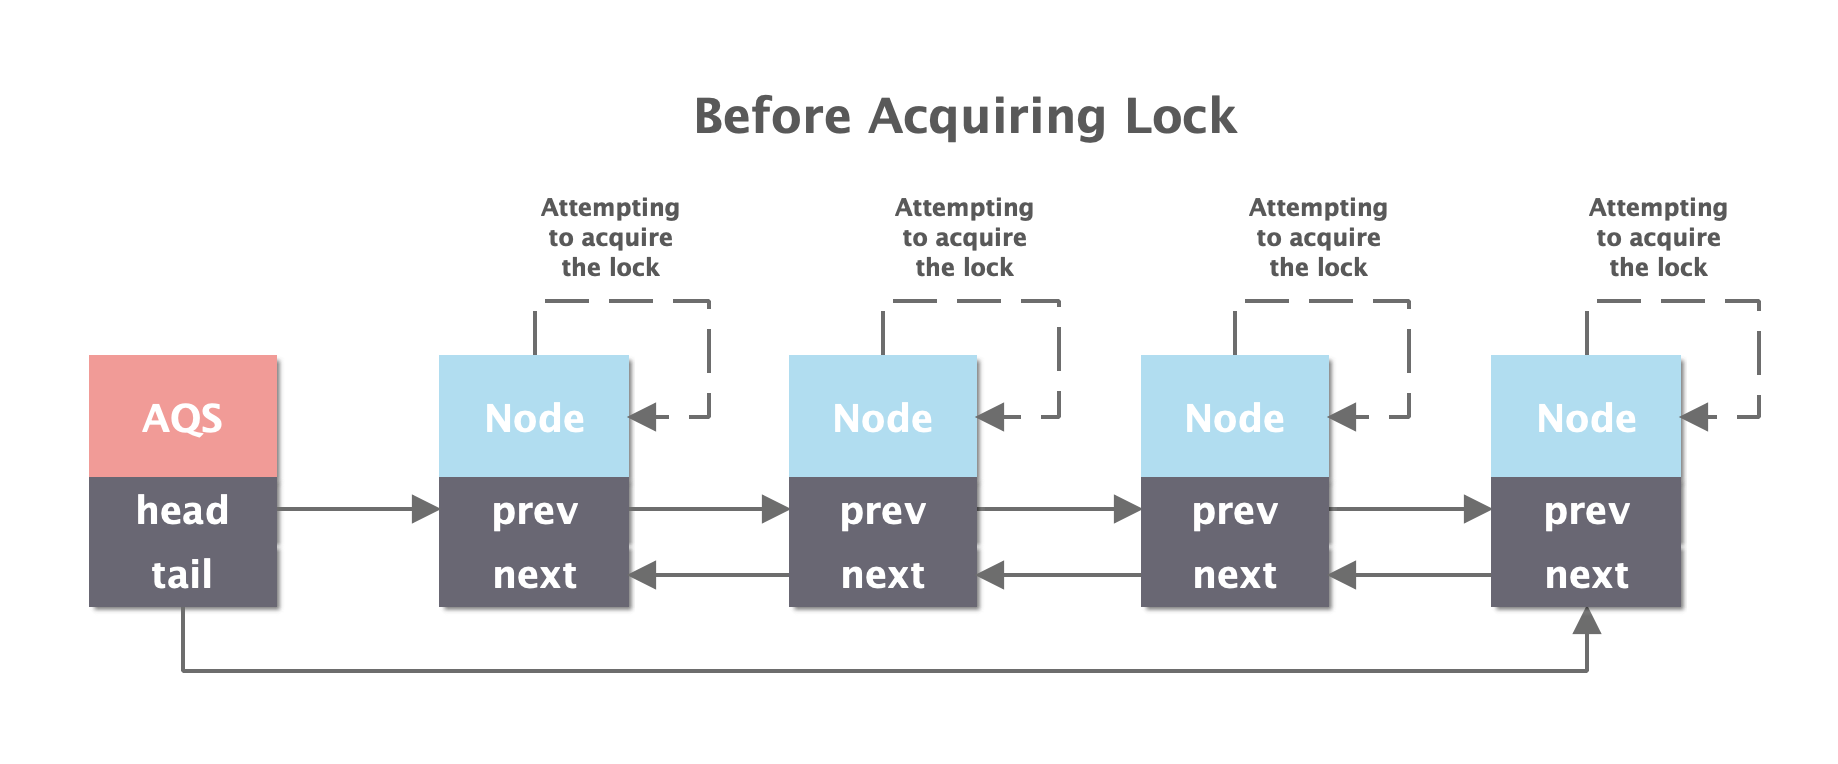 Before Acquiring Lock
Attempting
to acquire
the lock
Attempting
to acquire
the lock
Attempting
to acquire
the lock
Attempting
to acquire
the lock
AQS
head
tail
Node
prev
next
Node
prev
next
Node
prev
next
Node
prev
next